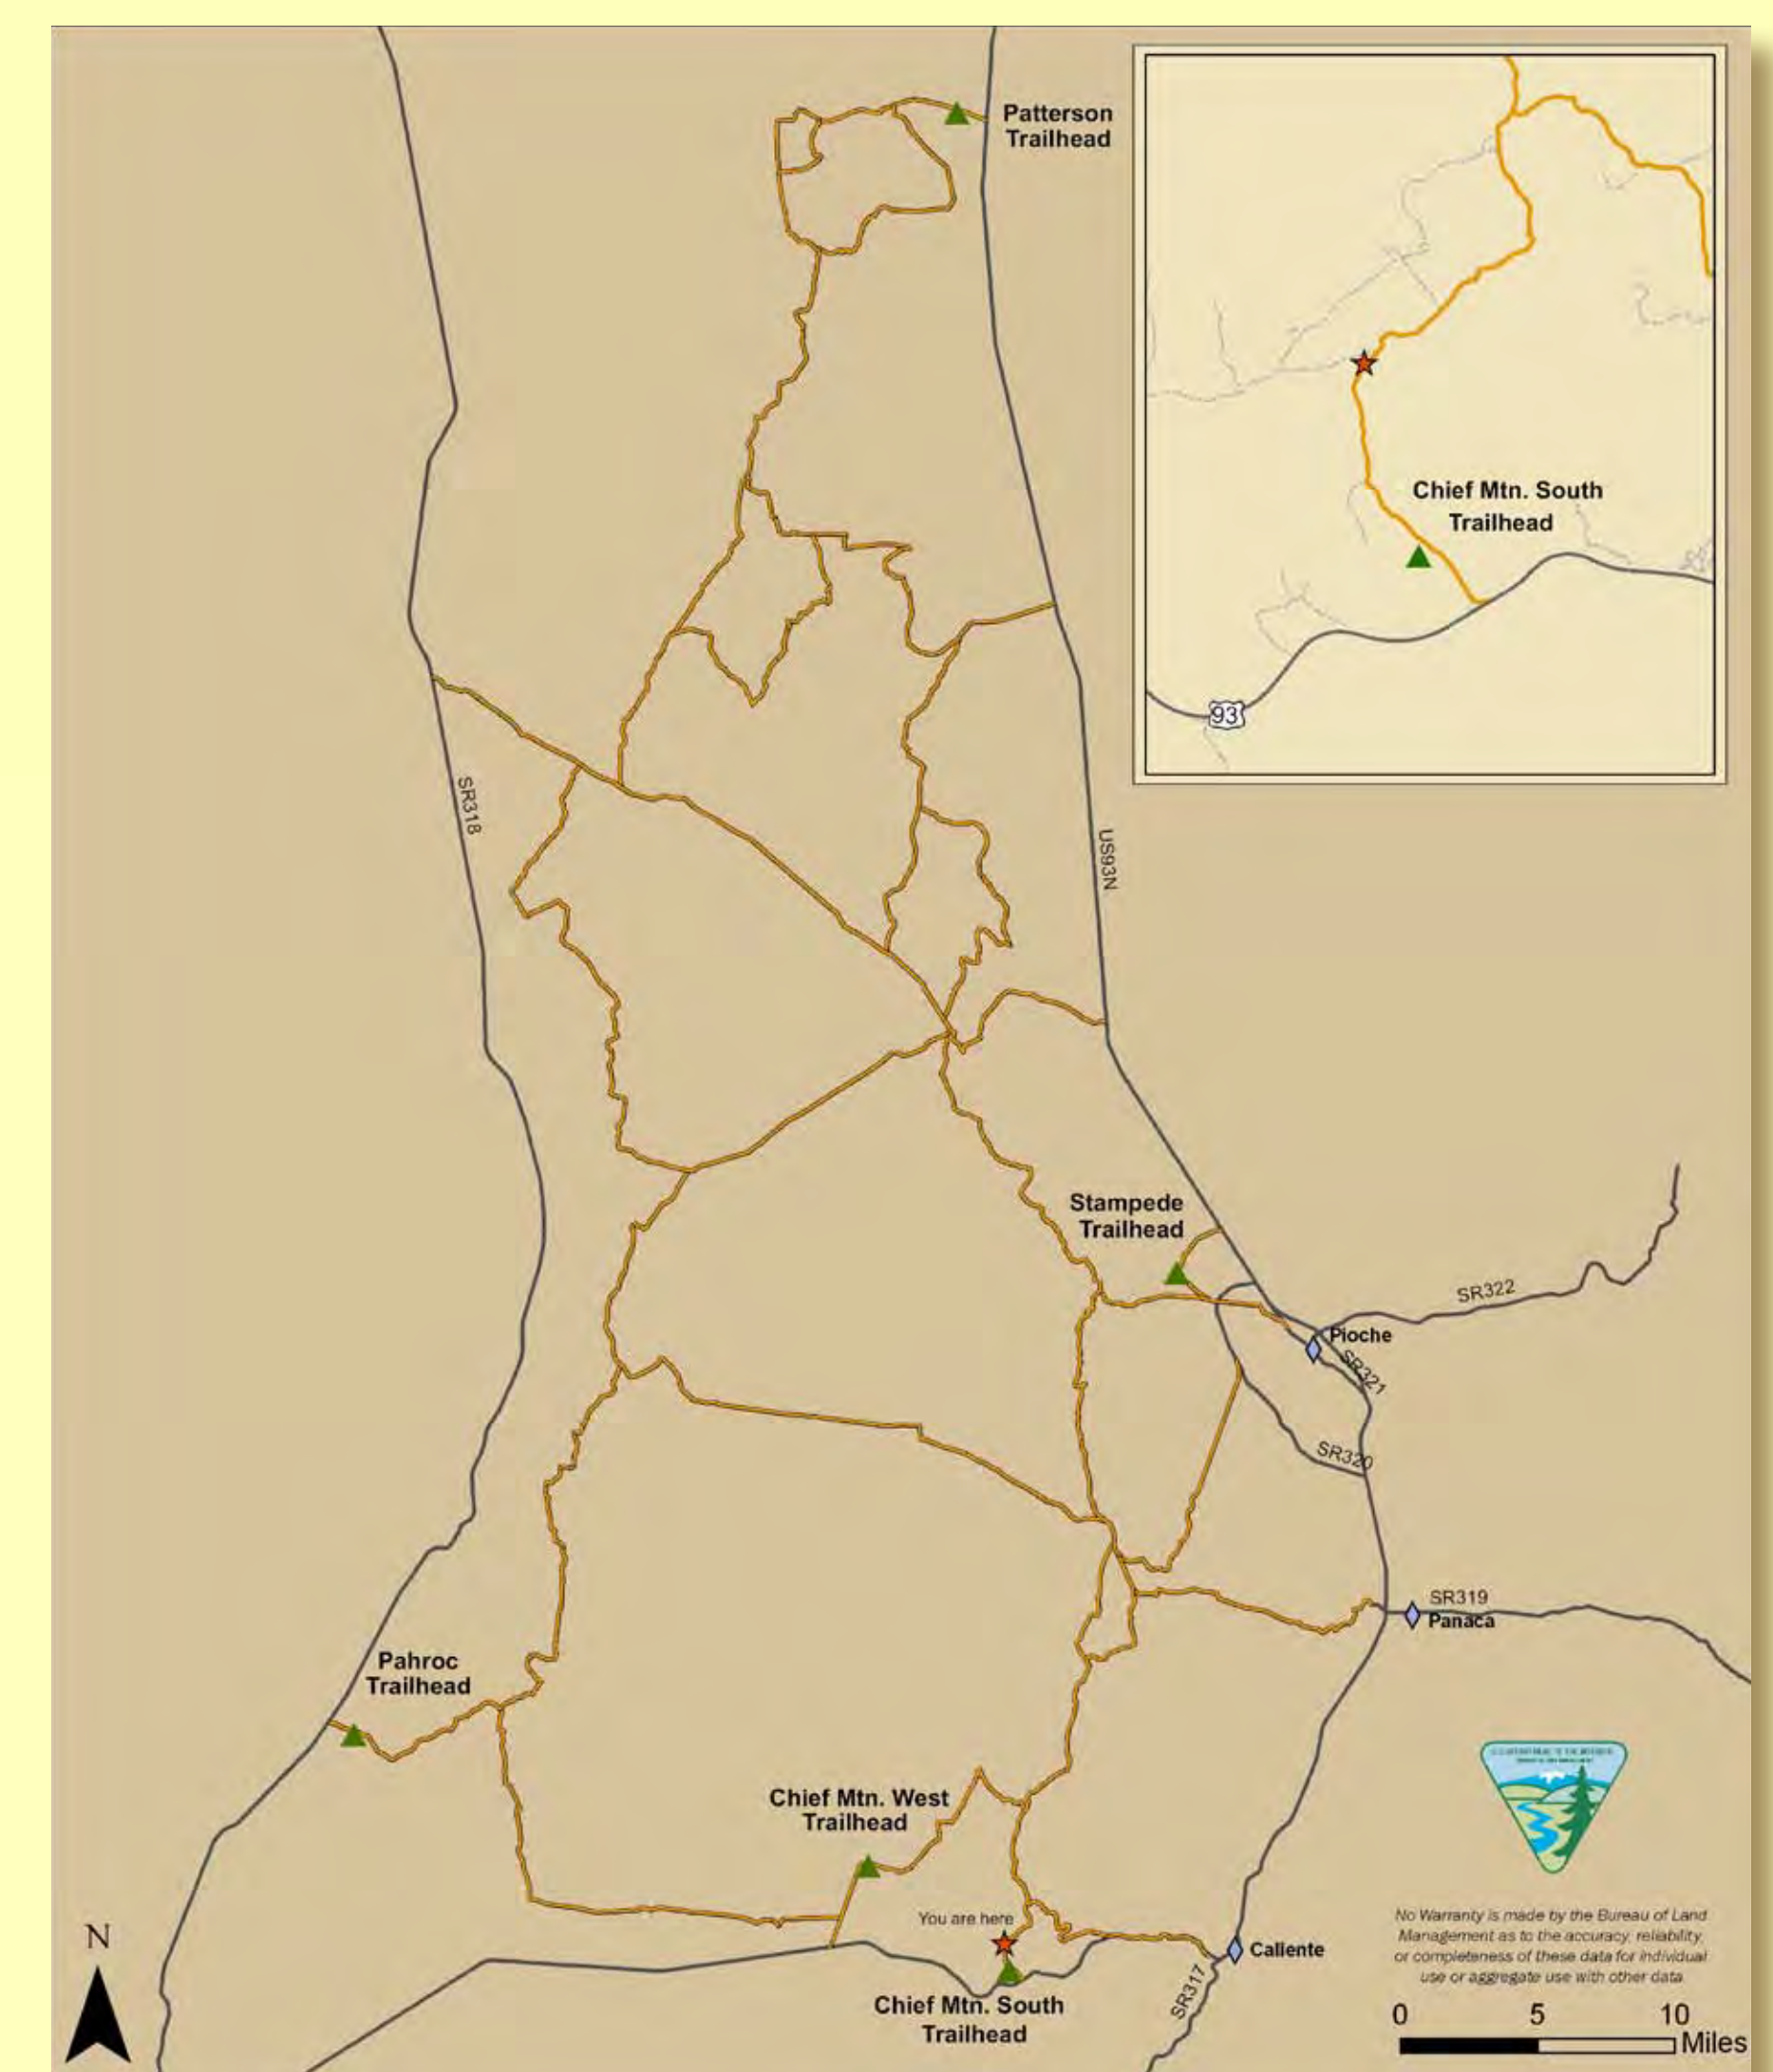 Patterson
Trailhead
Chief Mtn. South
Trailhead
93
SR318
US93N
Stampede
Trailhead
SR322
Pioche
SR321
SR320
SR319
Panaca
Pahroc
Trailhead
Chief Mtn. West
Trailhead
You are here
Caliente
SR317
Chief Mtn. South
Trailhead
N
No Warranty is made by the Bureau of Land
Management as to the accuracy, reliability,
or completeness of these data for individual
use or aggregate use with other data.
0 5 10
Miles